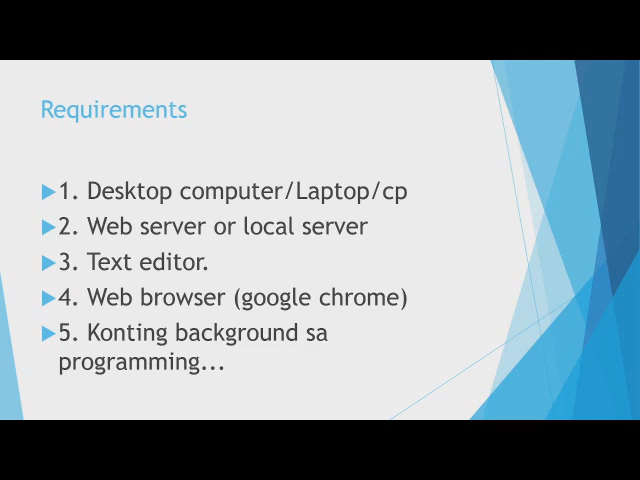 Requirements
1. Desktop computer/Laptop/cp
2. Web server or local server
3. Text editor.
4. Web browser (google chrome)
5. Konting background sa
programming...